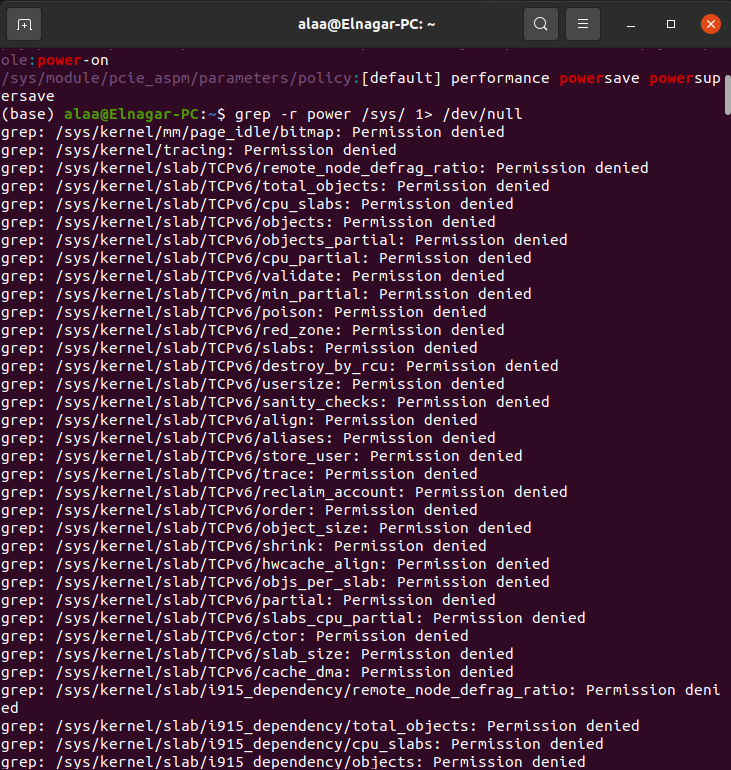 alaa@Elnagar-PC: ~
ole:power-on
/sys/module/pcie_aspm/parameters/policy:[default] performance powersave powersup
ersave
(base) alaa@Elnagar-PC:~$ grep -r power /sys/ 1> /dev/null
grep: /sys/kernel/mm/page_idle/bitmap: Permission denied
grep: /sys/kernel/tracing: Permission denied
grep: /sys/kernel/slab/TCPv6/remote_node_defrag_ratio: Permission denied
grep: /sys/kernel/slab/TCPv6/total_objects: Permission denied
grep: /sys/kernel/slab/TCPv6/cpu_slabs: Permission denied
grep: /sys/kernel/slab/TCPv6/objects: Permission denied
grep: /sys/kernel/slab/TCPv6/objects_partial: Permission denied
grep: /sys/kernel/slab/TCPv6/cpu_partial: Permission denied
grep: /sys/kernel/slab/TCPv6/validate: Permission denied
grep: /sys/kernel/slab/TCPv6/min_partial: Permission denied
grep: /sys/kernel/slab/TCPv6/poison: Permission denied
grep: /sys/kernel/slab/TCPv6/red_zone: Permission denied
grep: /sys/kernel/slab/TCPv6/slabs: Permission denied
grep: /sys/kernel/slab/TCPv6/destroy_by_rcu: Permission denied
grep: /sys/kernel/slab/TCPv6/usersize: Permission denied
grep: /sys/kernel/slab/TCPv6/sanity_checks: Permission denied
grep: /sys/kernel/slab/TCPv6/align: Permission denied
grep: /sys/kernel/slab/TCPv6/aliases: Permission denied
grep: /sys/kernel/slab/TCPv6/store_user: Permission denied
grep: /sys/kernel/slab/TCPv6/trace: Permission denied
grep: /sys/kernel/slab/TCPv6/reclaim_account: Permission denied
grep: /sys/kernel/slab/TCPv6/order: Permission denied
grep: /sys/kernel/slab/TCPv6/object_size: Permission denied
grep: /sys/kernel/slab/TCPv6/shrink: Permission denied
grep: /sys/kernel/slab/TCPv6/hwcache_align: Permission denied
grep: /sys/kernel/slab/TCPv6/objs_per_slab: Permission denied
grep: /sys/kernel/slab/TCPv6/partial: Permission denied
grep: /sys/kernel/slab/TCPv6/slabs_cpu_partial: Permission denied
grep: /sys/kernel/slab/TCPv6/ctor: Permission denied
grep: /sys/kernel/slab/TCPv6/slab_size: Permission denied
grep: /sys/kernel/slab/TCPv6/cache_dma: Permission denied
grep: /sys/kernel/slab/i915_dependency/remote_node_defrag_ratio: Permission deni
ed
grep: /sys/kernel/slab/i915_dependency/total_objects: Permission denied
grep: /sys/kernel/slab/i915_dependency/cpu_slabs: Permission denied
grep: /sys/kernel/slab/i915_dependency/objects: Permission denied